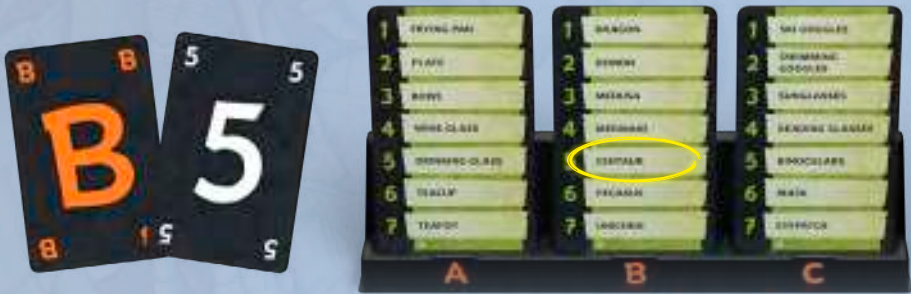 B B
B
B
5 5
5
5 5
1 FRYING PAN
2 PLATE
3 BOWL
4 WINE GLASS
5 DRINKING GLASS
6 TEACUP
7 TEAPOT
A
1 DRAGON
2 DEMON
3 MEDUSA
4 MERMAID
5 CENTAUR
6 PEGASUS
7 UNICORN
B
1 SKI GOGGLES
2 SWIMMING
GOGGLES
3 SUNGLASSES
4 READING GLASSES
5 BINOCULARS
6 MASK
7 EYEPATCH
C